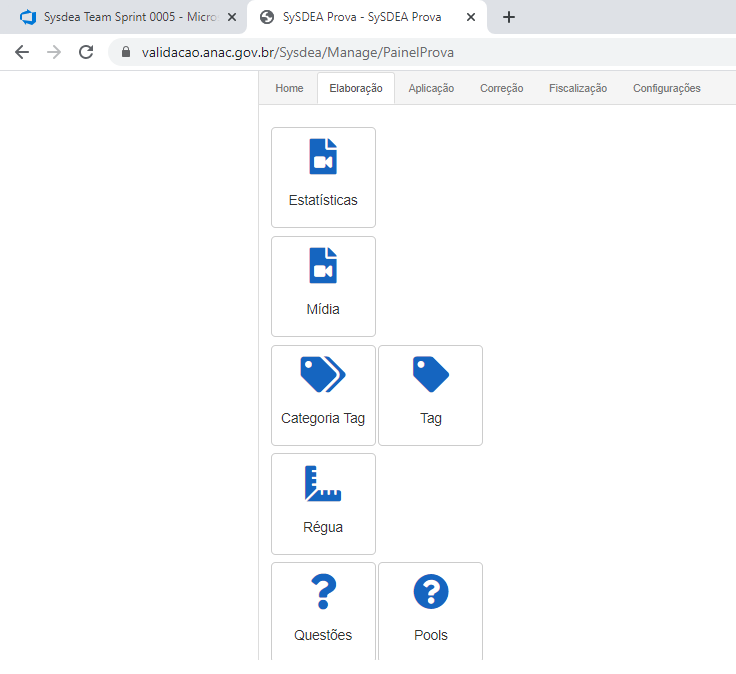 Sysdea Team Sprint 0005 - Micro
SySDEA Prova - SySDEA Prova
validacao.anac.gov.br/Sysdea/Manage/PainelProva
Home Elaboração Aplicação Correção Fiscalização Configurações
Estatísticas
Mídia
Categoria Tag Tag
Régua
Questões Pools